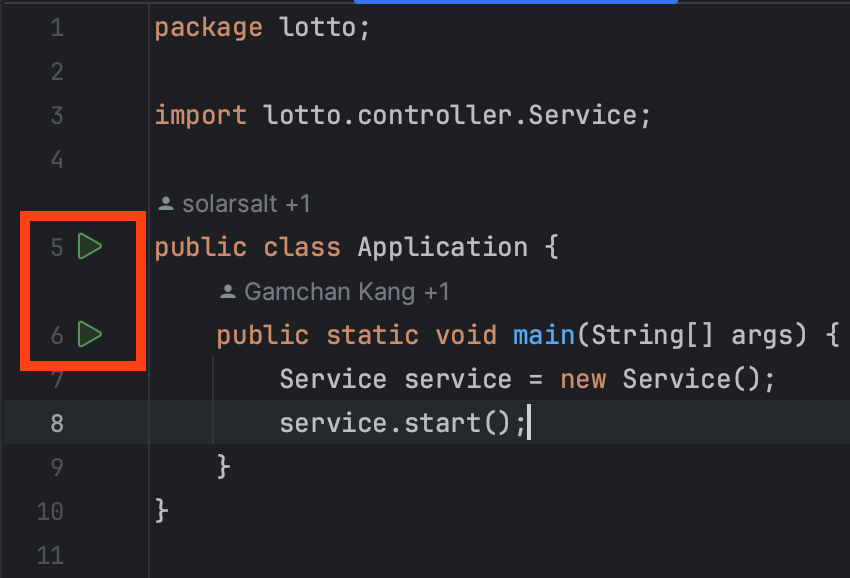 1 package lotto;
2
3 import lotto.controller.Service;
4
solarsalt +1
5 public class Application {
Gamchan Kang +1
6 public static void main(String[] args) {
7 Service service = new Service();
8 service.start();
9 }
10 }
11